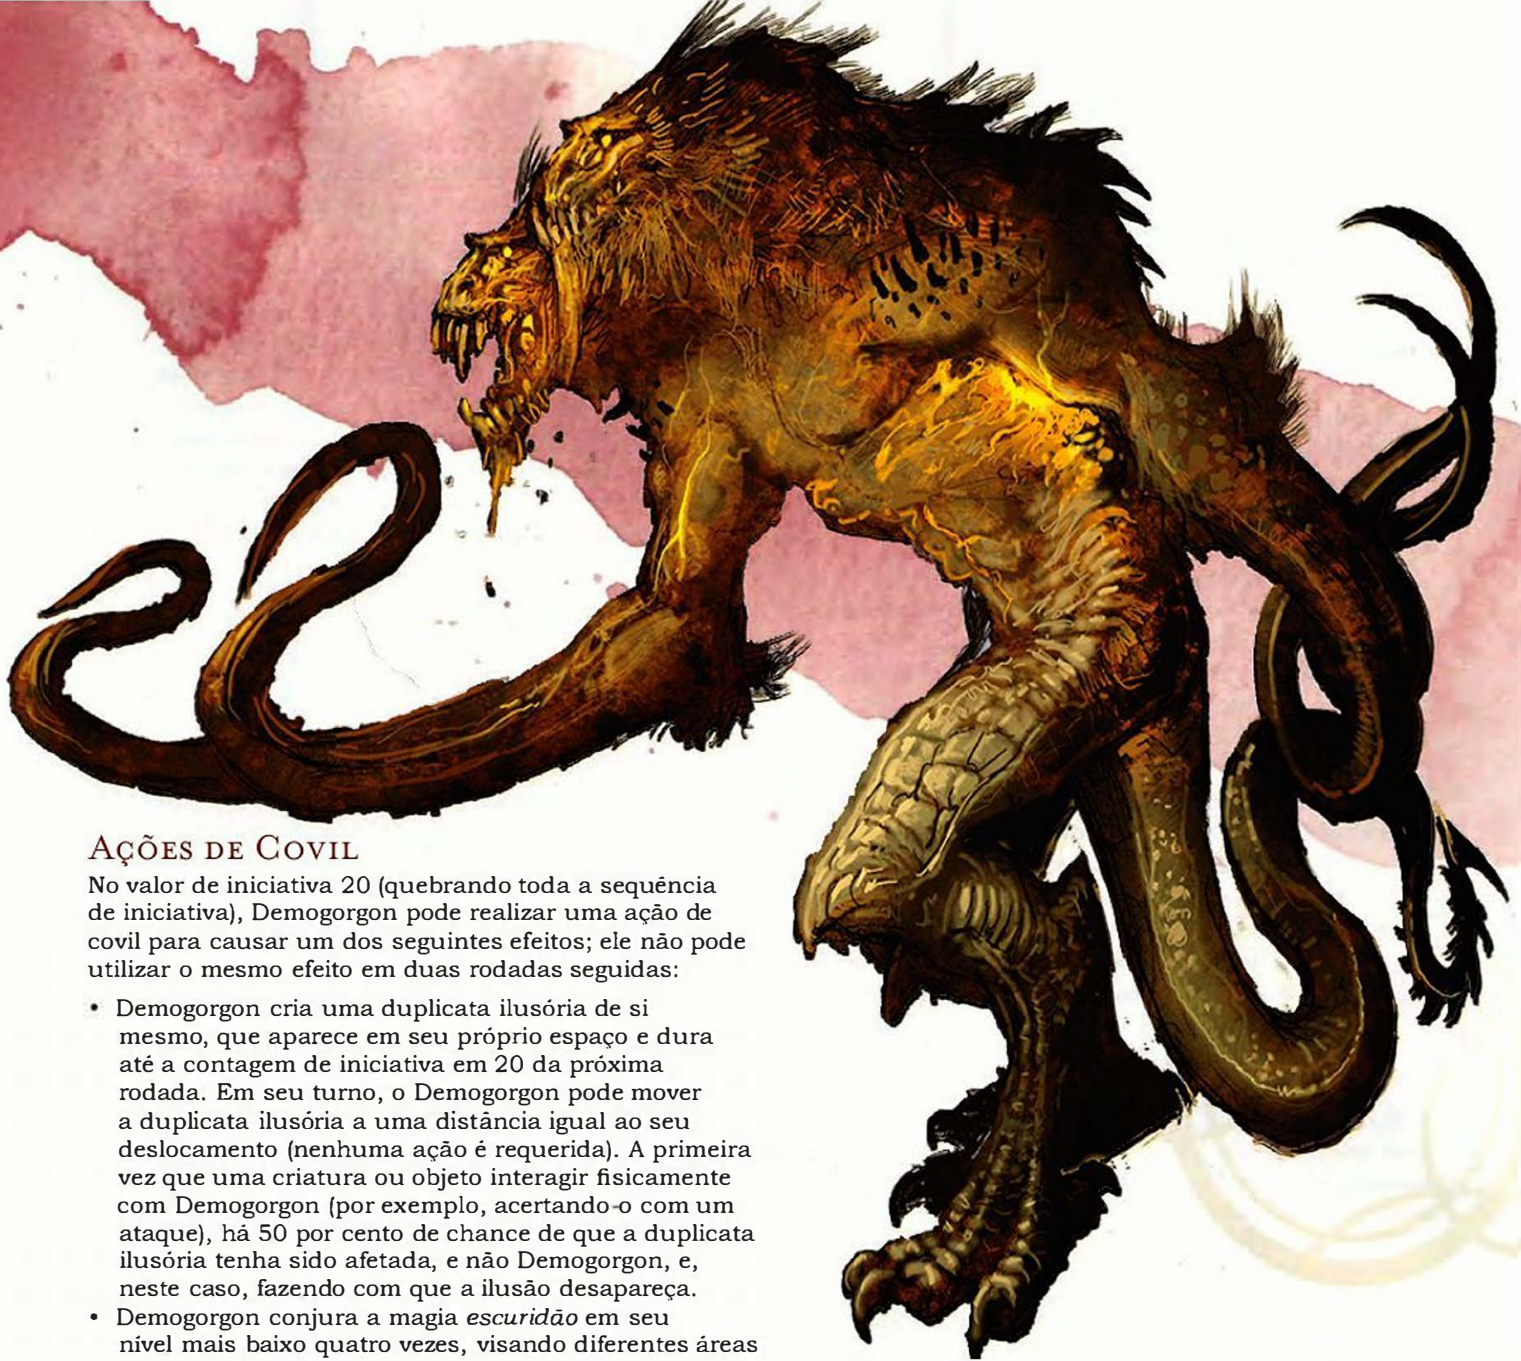 AÇÕES DE COVIL
No valor de iniciativa 20 (quebrando toda a sequência
de iniciativa), Demogorgon pode realizar uma ação de
covil para causar um dos seguintes efeitos; ele não pode
utilizar o mesmo efeito em duas rodadas seguidas:
• Demogorgon cria uma duplicata ilusória de si
mesmo, que aparece em seu próprio espaço e dura
até a contagem de iniciativa em 20 da próxima
rodada. Em seu turno, o Demogorgon pode mover
a duplicata ilusória a uma distância igual ao seu
deslocamento (nenhuma ação é requerida). A primeira
vez que uma criatura ou objeto interagir fisicamente
com Demogorgon (por exemplo, acertando-o com um
ataque), há 50 por cento de chance de que a duplicata
ilusória tenha sido afetada, e não Demogorgon, e,
neste caso, fazendo com que a ilusão desapareça.
• Demogorgon conjura a magia escuridão em seu
nível mais baixo quatro vezes, visando diferentes áreas